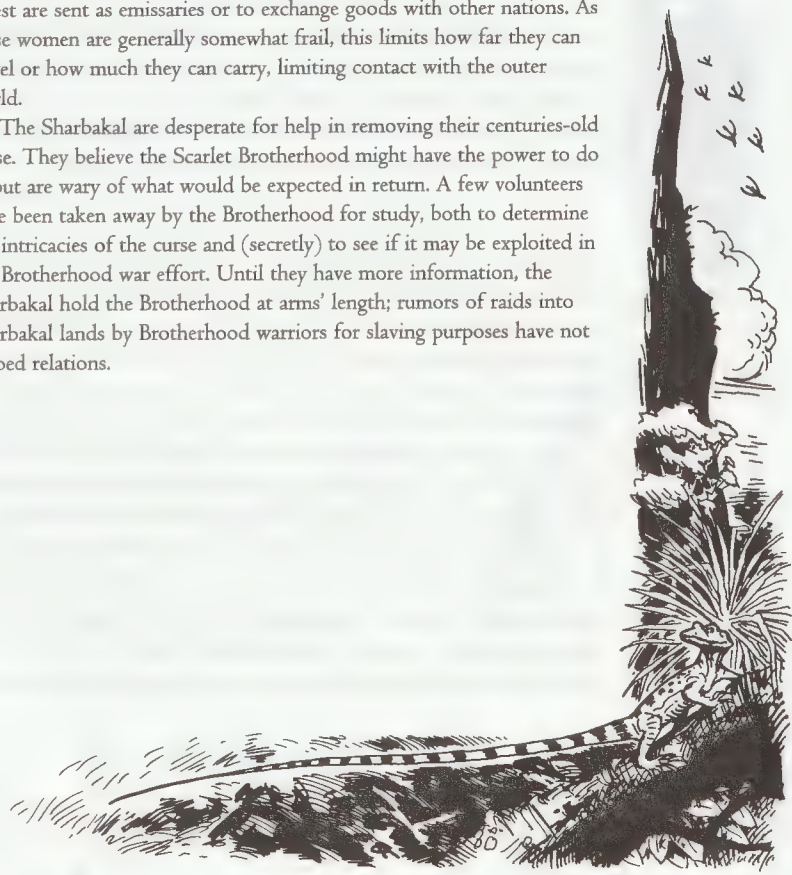 est are sent as emissaries or to exchange goods with other nations. As
se women are generally somewhat frail, this limits how far they can
el or how much they can carry, limiting contact with the outer
ld.
The Sharbakal are desperate for help in removing their centuries-old
se. They believe the Scarlet Brotherhood might have the power to do
out are wary of what would be expected in return. A few volunteers
e been taken away by the Brotherhood for study, both to determine
intricacies of the curse and (secretly) to see if it may be exploited in
Brotherhood war effort. Until they have more information, the
rbakal hold the Brotherhood at arms' length; rumors of raids into
rbakal lands by Brotherhood warriors for slaving purposes have not
ped relations.